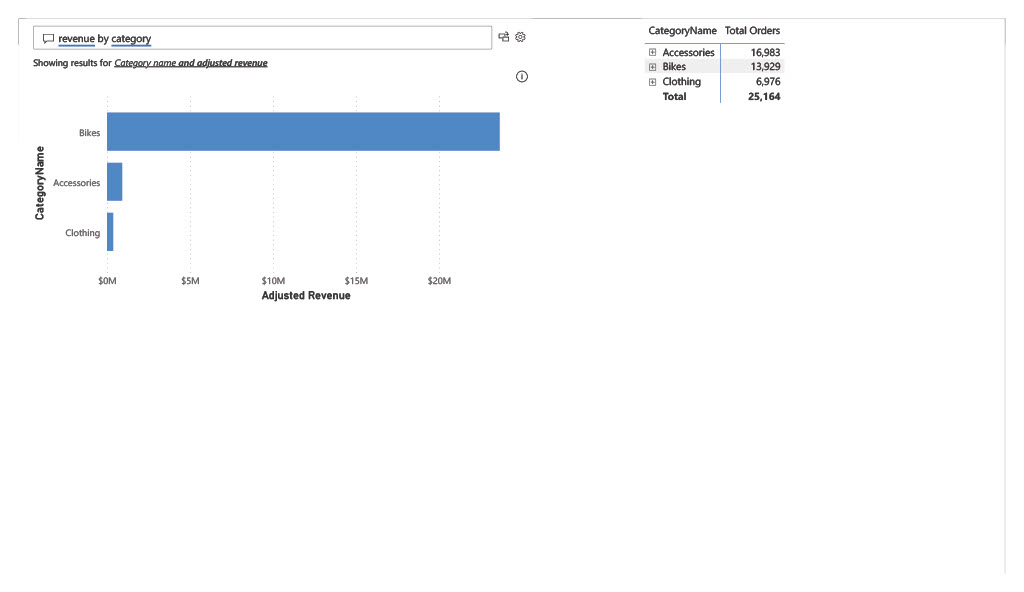 revenue by category
Showing results for Category name and adjusted revenue
CategoryName
Bikes
Accessories
Clothing
$0M $5M $10M $15M $20M
Adjusted Revenue
CategoryName Total Orders
Accessories 16,983
Bikes 13,929
Clothing 6,976
Total 25,164